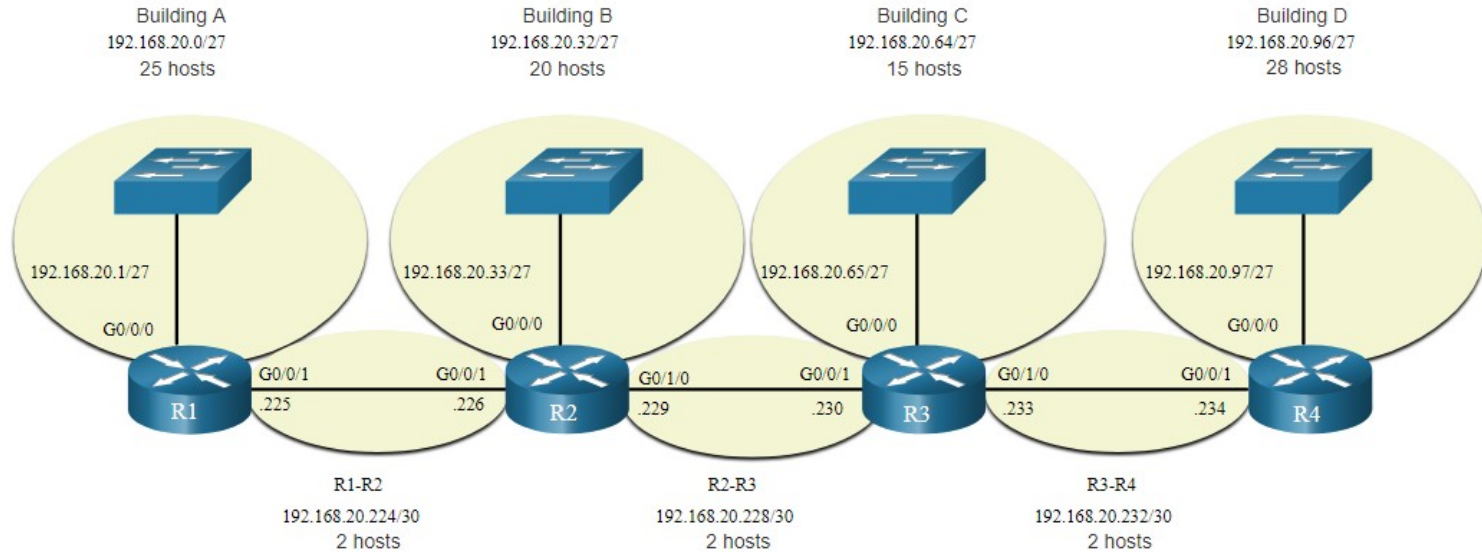 Building A
192.168.20.0/27
25 hosts
Building B
192.168.20.32/27
20 hosts
Building C
192.168.20.64/27
15 hosts
Building D
192.168.20.96/27
28 hosts
192.168.20.1/27
192.168.20.33/27
192.168.20.65/27
192.168.20.97/27
G0/0/0
G0/0/0
G0/0/0
G0/0/0
R1
G0/0/1
.225
G0/0/1
.226
R2
G0/1/0
.229
G0/0/1
.230
R3
G0/1/0
.233
G0/0/1
.234
R4
R1-R2
192.168.20.224/30
2 hosts
R2-R3
192.168.20.228/30
2 hosts
R3-R4
192.168.20.232/30
2 hosts